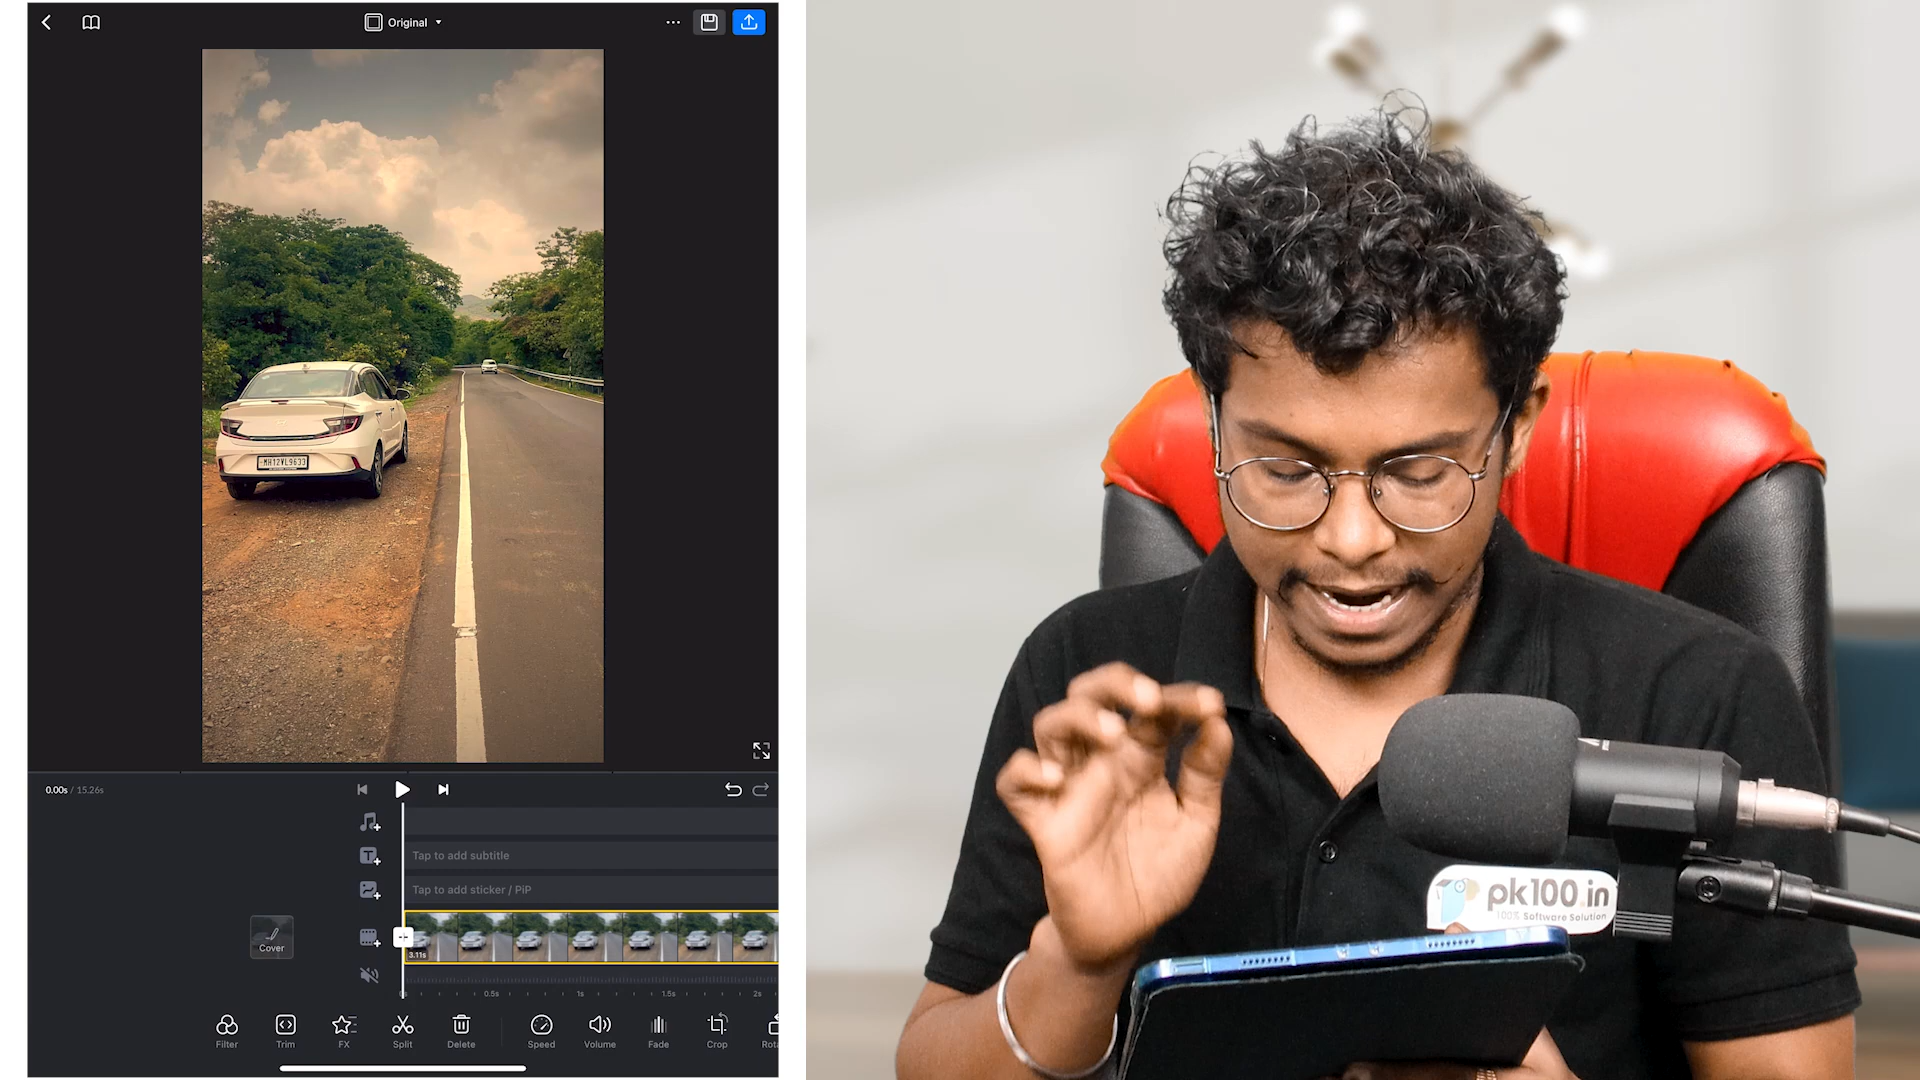 Original
MH12VL9633
0.00s / 15.26s
Tap to add subtitle
Tap to add sticker / PiP
Cover
3.11s
0.5s 1s 1.5s 2s
Filter Trim FX Split Delete Speed Volume Fade Crop Rot
pk100.in
100% Software Solution